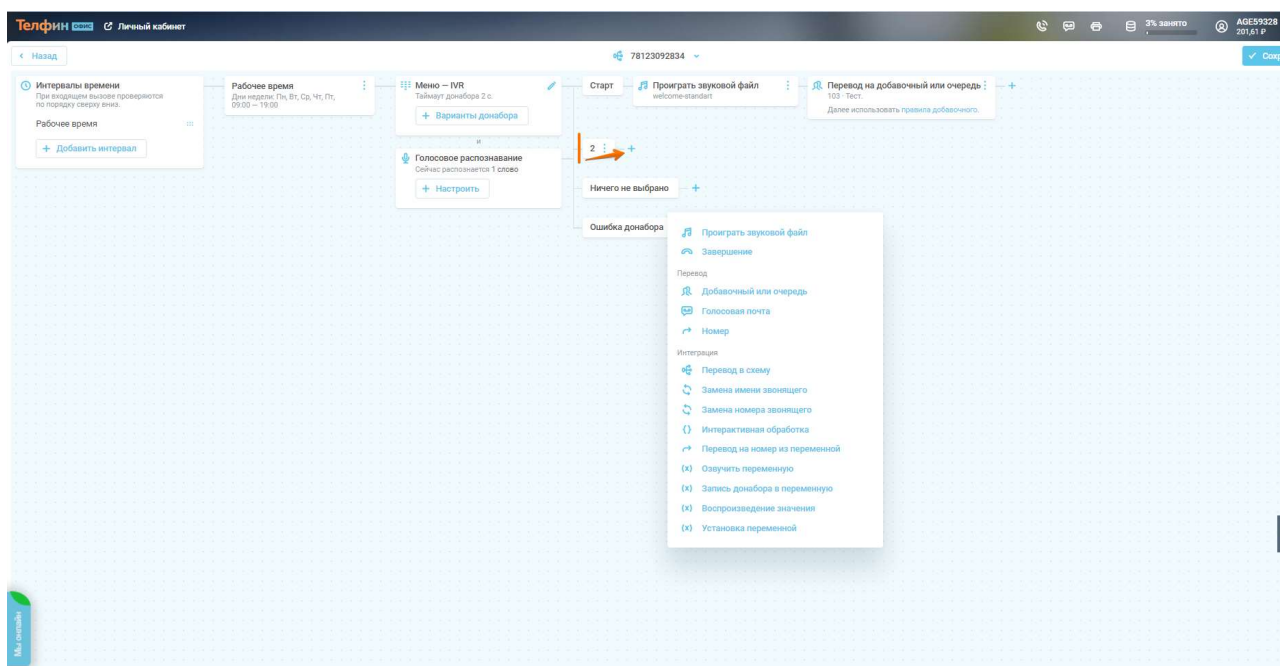 Телфин офис Личный кабинет
3% занято
AGE59328
201,61 ₽
Назад
78123092834
Интервалы времени
При входящем вызове проверяются
по порядку сверху вниз.
Рабочее время
+ Добавить интервал
Рабочее время
Дни недели: Пн, Вт, Ср, Чт, Пт,
09:00 — 19:00
Меню — IVR
Таймаут донабора 2 с.
+ Варианты донабора
и
Голосовое распознавание
Сейчас распознается 1 слово
+ Настроить
Старт
Проиграть звуковой файл
welcome-standart
Перевод на добавочный или очередь
103 · Тест.
Далее использовать правила добавочного.
+
2
+
Ничего не выбрано
+
Ошибка донабора
Проиграть звуковой файл
Завершение
Перевод
Добавочный или очередь
Голосовая почта
Номер
Интеграция
Перевод в схему
Замена имени звонящего
Замена номера звонящего
{} Интерактивная обработка
Перевод на номер из переменной
(x) Озвучить переменную
(x) Запись донабора в переменную
(x) Воспроизведение значения
(x) Установка переменной
Мы онлайн